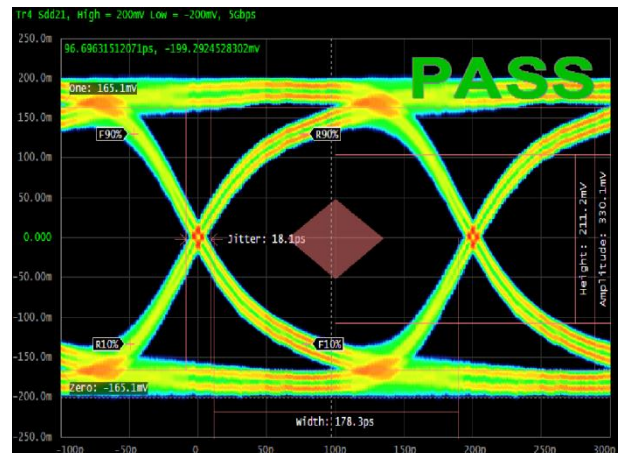 Tr4 Sdd21, High = 200mV Low = -200mV, 5Gbps
250.0m
96.69631512071ps, -199.2924528302mV
PASS
200.0m
One: 165.1mV
150.0m
F90%
R90%
100.0m
50.00m
0.000
Jitter: 18.1ps
Height: 211.2mV
Amplitude: 330.1mV
-50.00m
-100.0m
R10%
F10%
-150.0m
Zero: -165.1mV
-200.0m
Width: 178.3ps
-250.0m
-100p
-50p
0
50p
100p
150p
200p
250p
300p